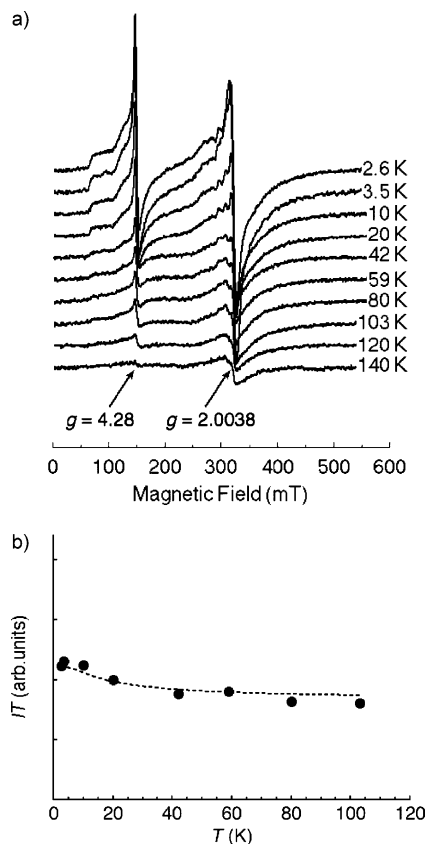 a)
2.6 K
3.5 K
10 K
20 K
42 K
59 K
80 K
103 K
120 K
140 K
g = 4.28 g = 2.0038
0 100 200 300 400 500 600
Magnetic Field (mT)
b)
IT (arb.units)
0 20 40 60 80 100 120
T (K)